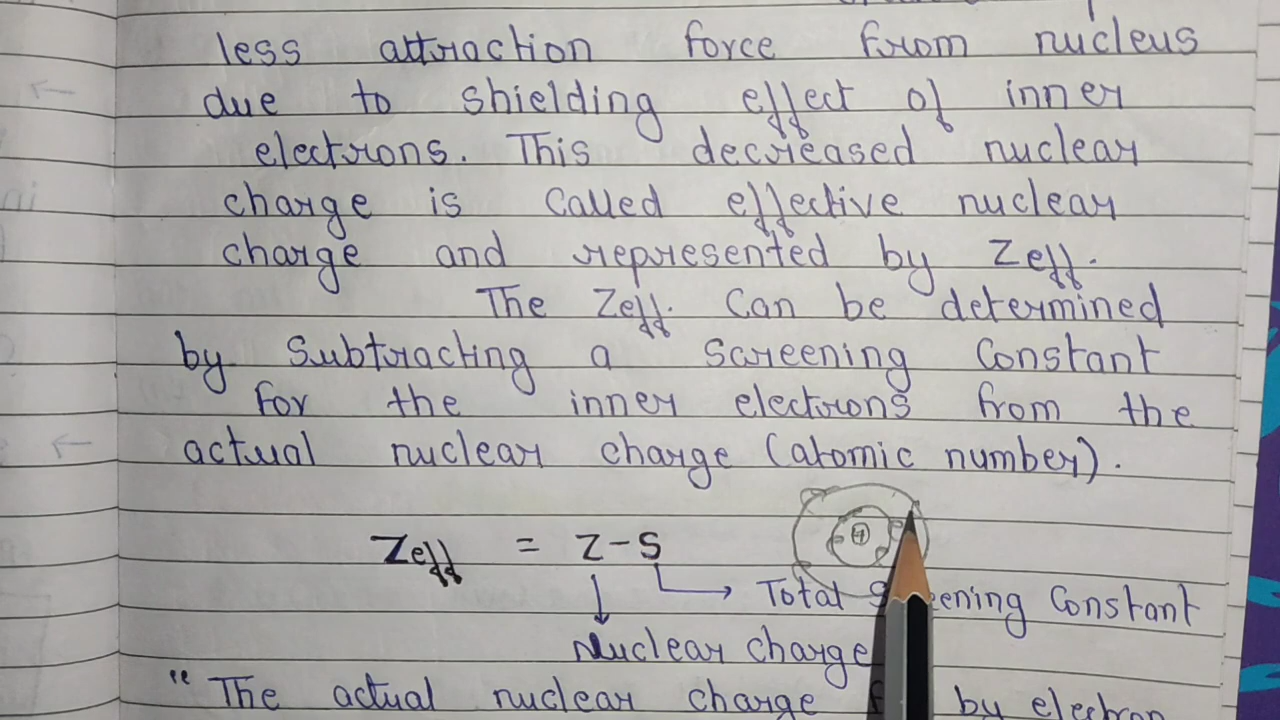 less attraction force from nucleus
due to shielding effect of inner
electrons. This decreased nuclear
charge is called effective nuclear
charge and represented by Zeff.
The Zeff. can be determined
by subtracting a screening constant
for the inner electrons from the
actual nuclear charge (atomic number).
Zeff = Z-S
Total Screening Constant
Nuclear charge
"The actual nuclear charge by electron